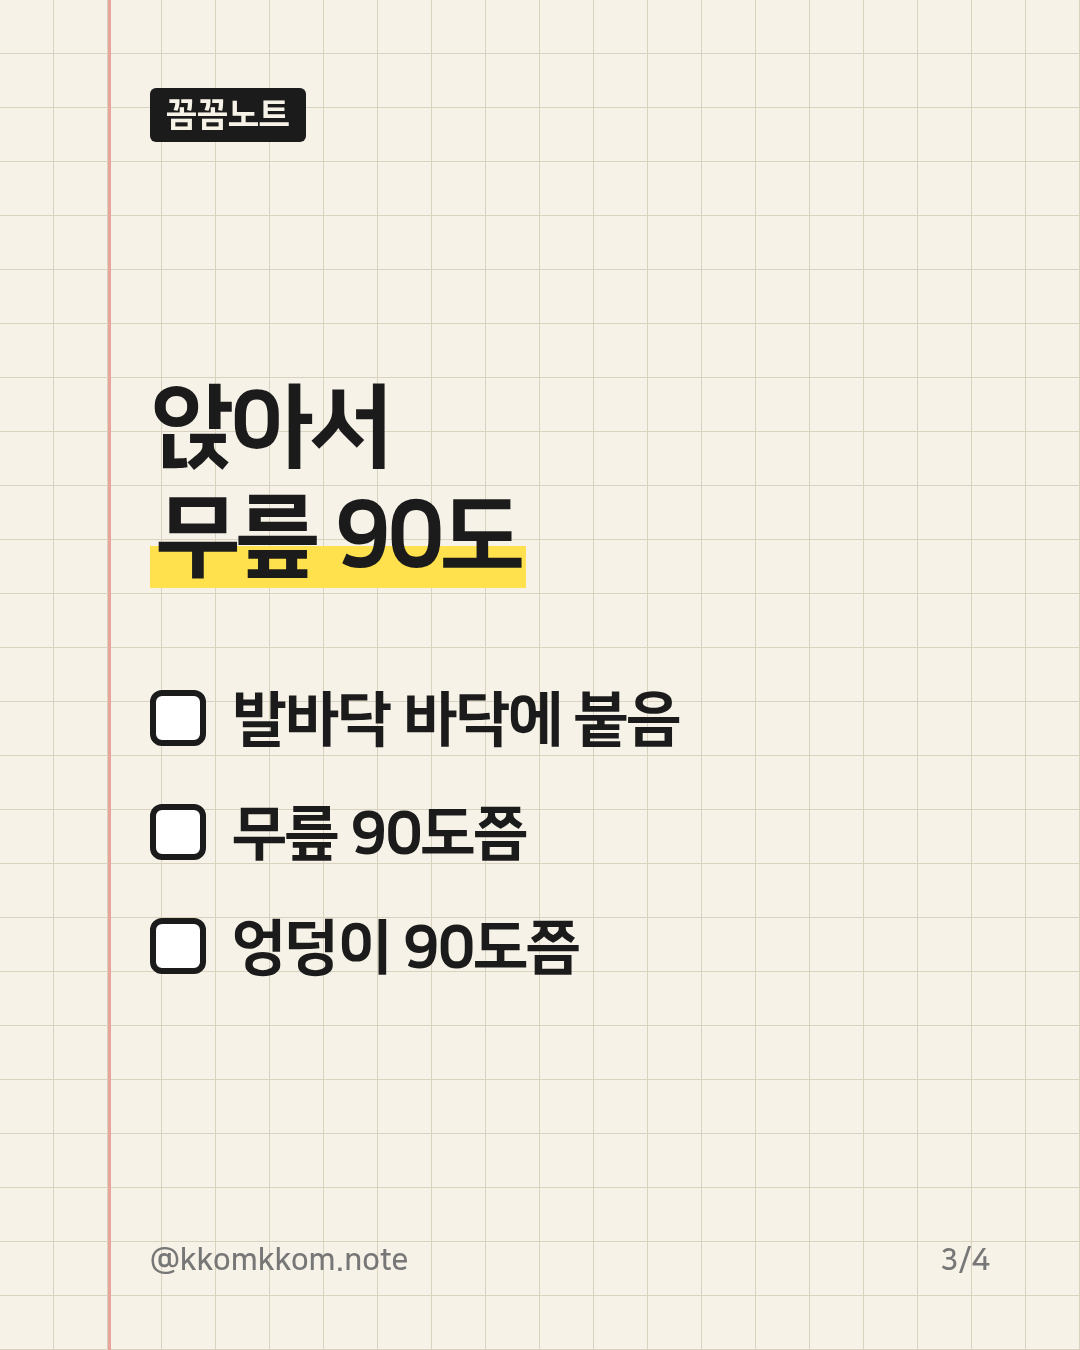 꼼꼼노트
앉아서
무릎 90도
발바닥 바닥에 붙음
무릎 90도쯤
엉덩이 90도쯤
@kkomkkom.note
3/4